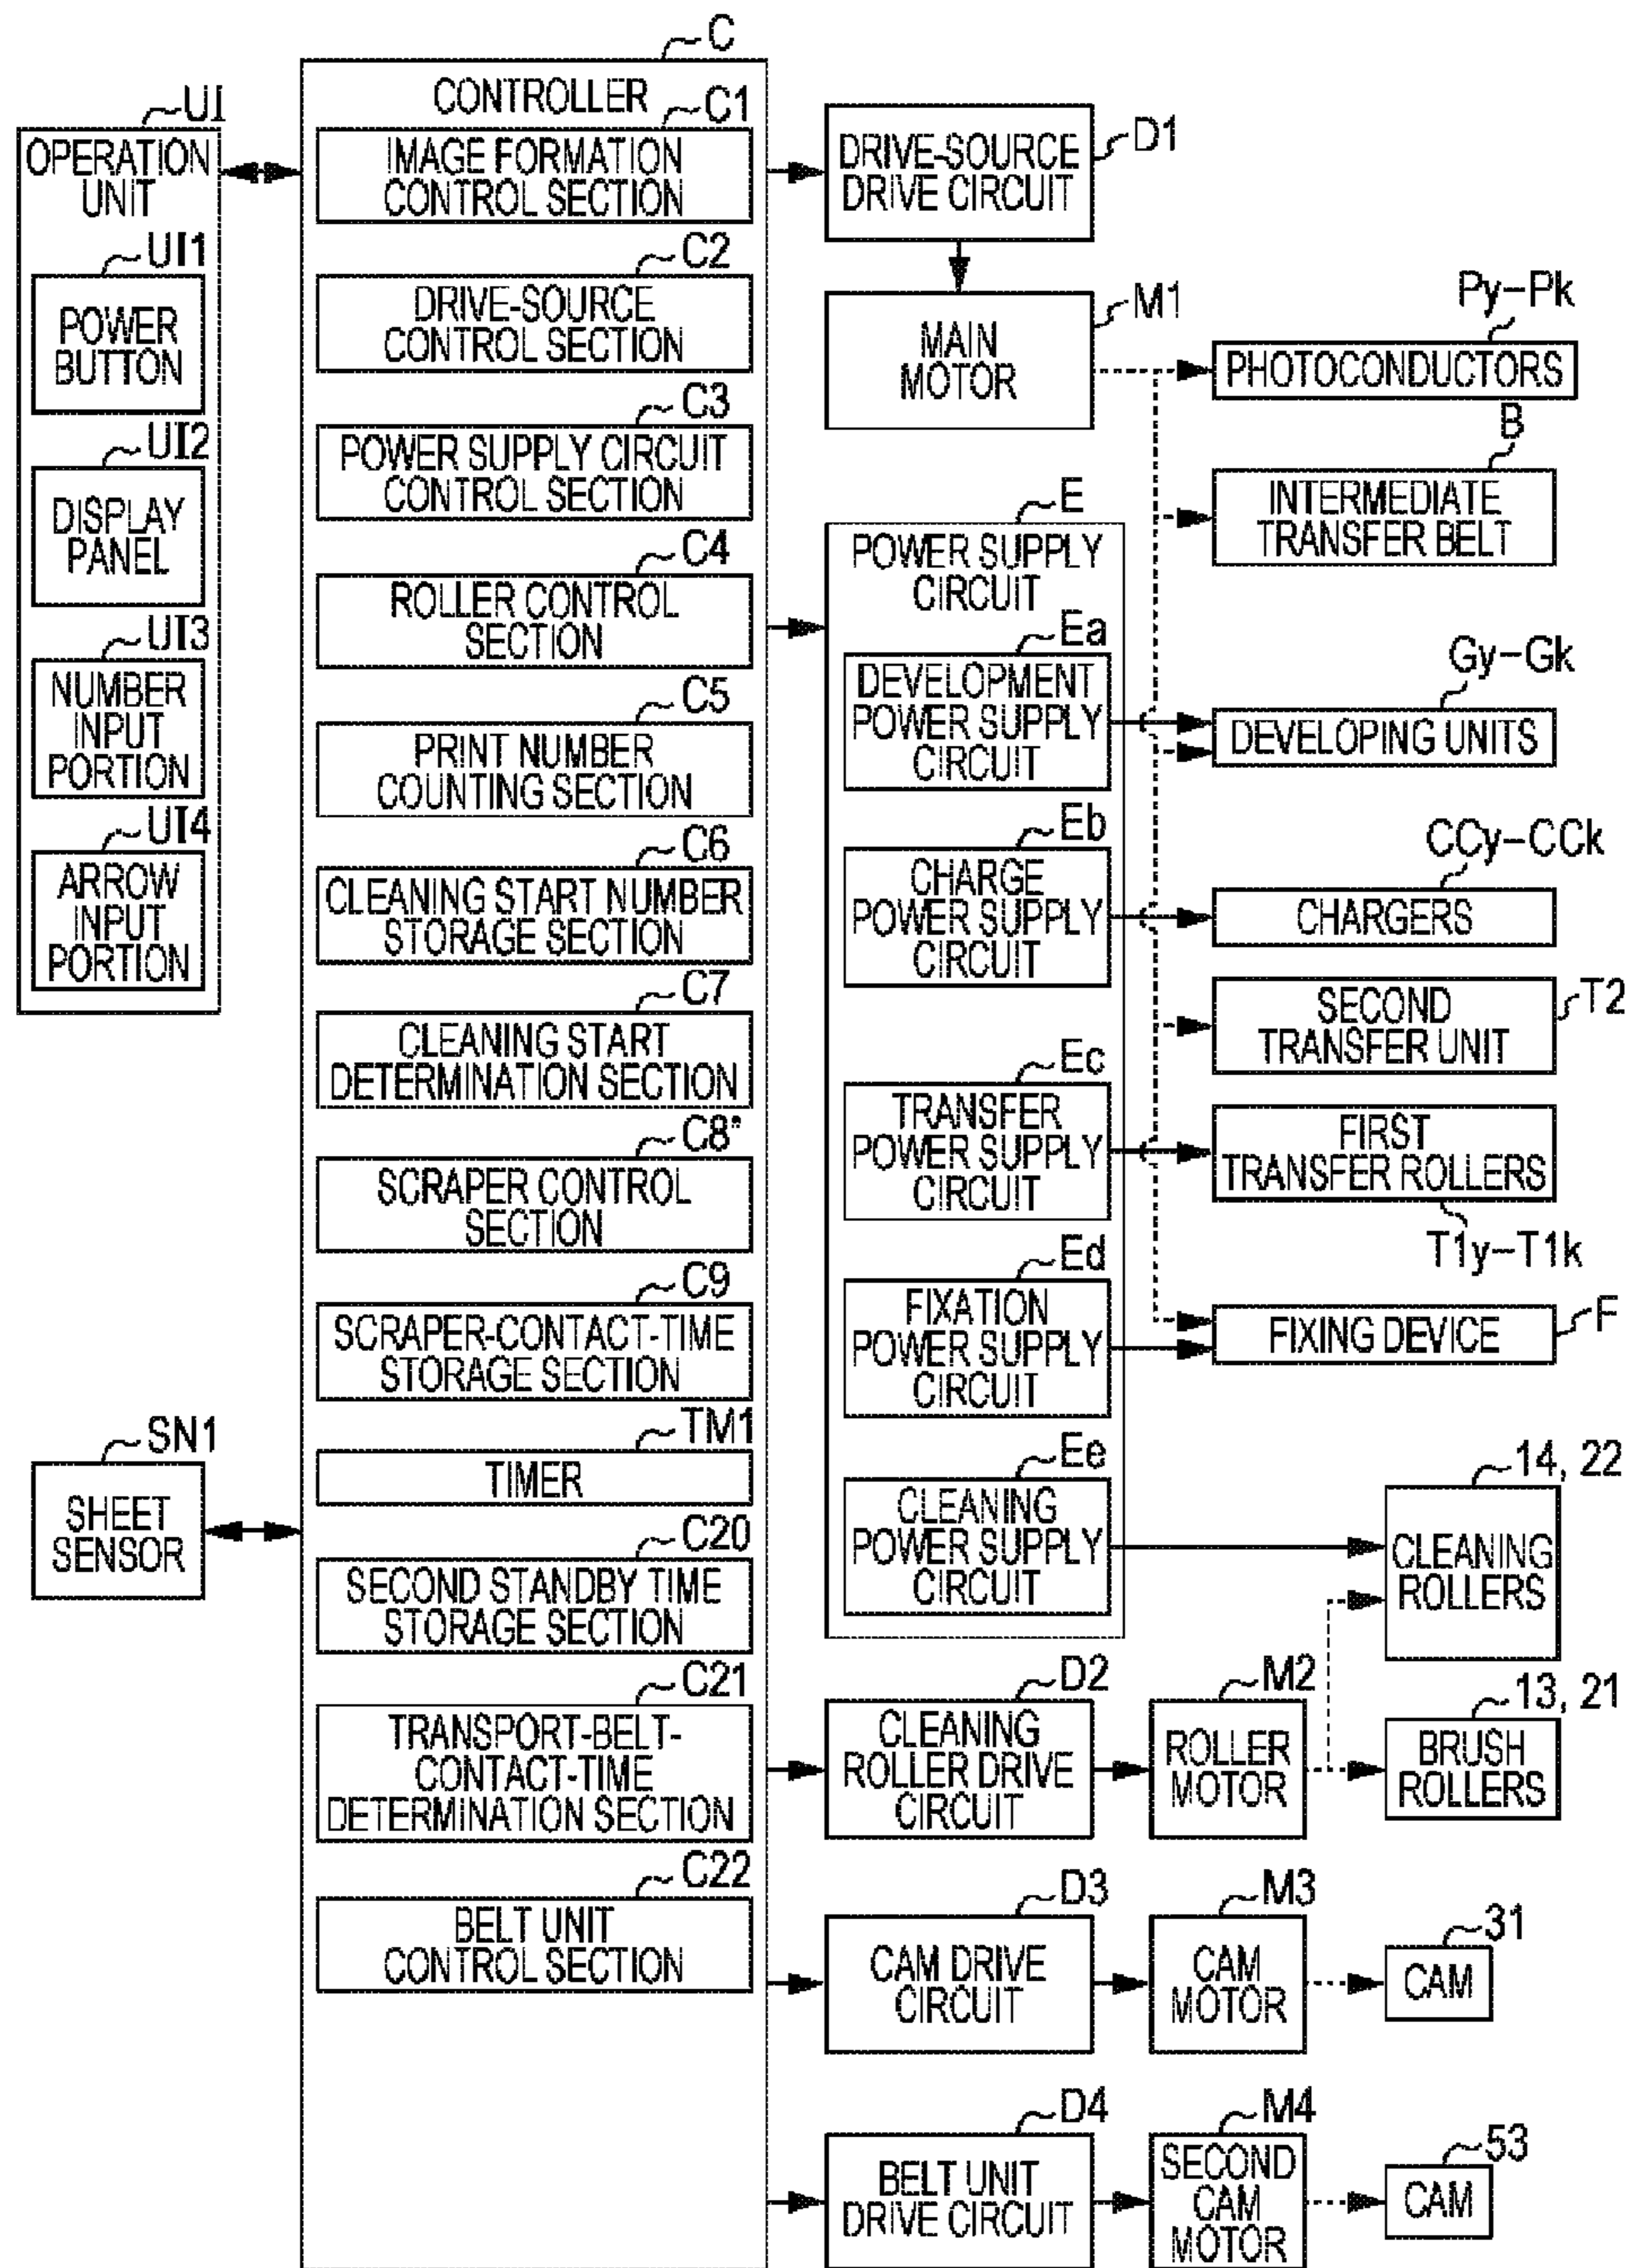 C
CONTROLLER
UI
OPERATION
UNIT
UI1
POWER
BUTTON
UI2
DISPLAY
PANEL
UI3
NUMBER
INPUT
PORTION
UI4
ARROW
INPUT
PORTION
SN1
SHEET
SENSOR
C1
IMAGE FORMATION
CONTROL SECTION
C2
DRIVE-SOURCE
CONTROL SECTION
C3
POWER SUPPLY CIRCUIT
CONTROL SECTION
C4
ROLLER CONTROL
SECTION
C5
PRINT NUMBER
COUNTING SECTION
C6
CLEANING START NUMBER
STORAGE SECTION
C7
CLEANING START
DETERMINATION SECTION
C8"
SCRAPER CONTROL
SECTION
C9
SCRAPER-CONTACT-TIME
STORAGE SECTION
TM1
TIMER
C20
SECOND STANDBY TIME
STORAGE SECTION
C21
TRANSPORT-BELT-
CONTACT-TIME
DETERMINATION SECTION
C22
BELT UNIT
CONTROL SECTION
D1
DRIVE-SOURCE
DRIVE CIRCUIT
M1
MAIN
MOTOR
E
POWER SUPPLY
CIRCUIT
Ea
DEVELOPMENT
POWER SUPPLY
CIRCUIT
Eb
CHARGE
POWER SUPPLY
CIRCUIT
Ec
TRANSFER
POWER SUPPLY
CIRCUIT
Ed
FIXATION
POWER SUPPLY
CIRCUIT
Ee
CLEANING
POWER SUPPLY
CIRCUIT
Py-Pk
PHOTOCONDUCTORS
B
INTERMEDIATE
TRANSFER BELT
Gy-Gk
DEVELOPING UNITS
CCy-CCk
CHARGERS
T2
SECOND
TRANSFER UNIT
FIRST
TRANSFER ROLLERS
T1y-T1k
F
FIXING DEVICE
14, 22
CLEANING
ROLLERS
D2
CLEANING
ROLLER DRIVE
CIRCUIT
M2
ROLLER
MOTOR
13, 21
BRUSH
ROLLERS
D3
CAM DRIVE
CIRCUIT
M3
CAM
MOTOR
31
CAM
D4
BELT UNIT
DRIVE CIRCUIT
M4
SECOND
CAM
MOTOR
53
CAM